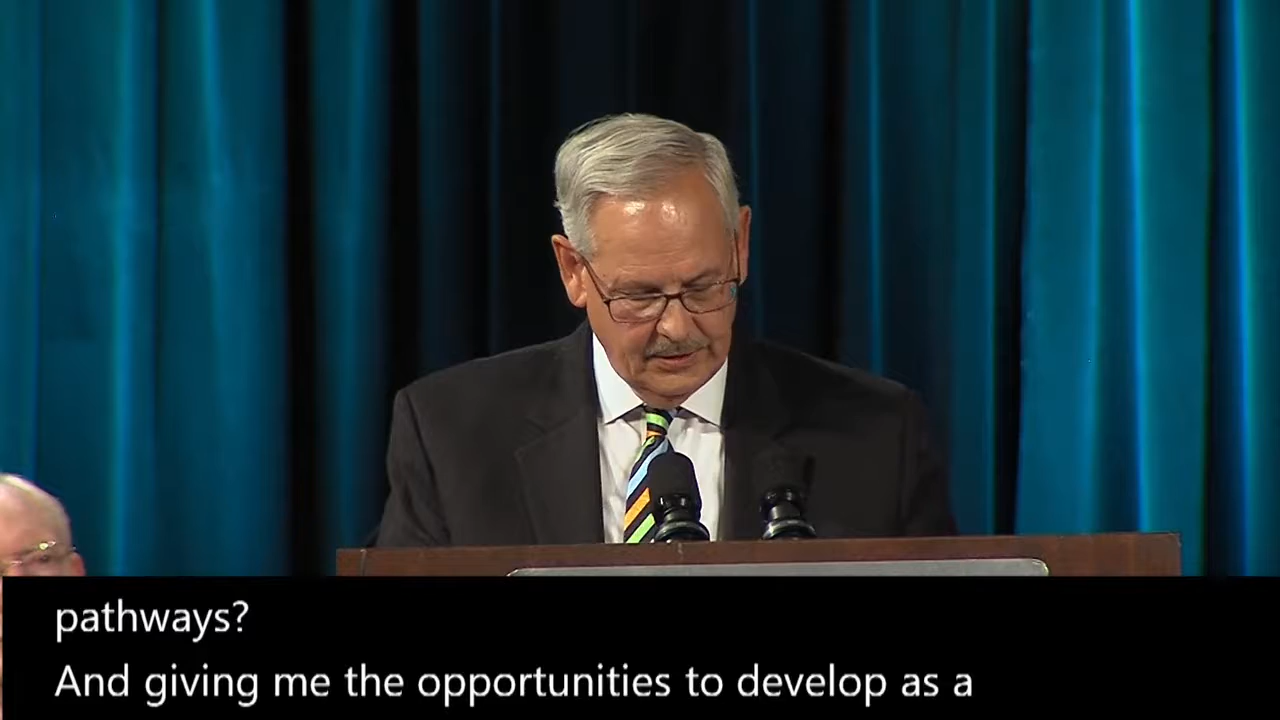 pathways?
And giving me the opportunities to develop as a